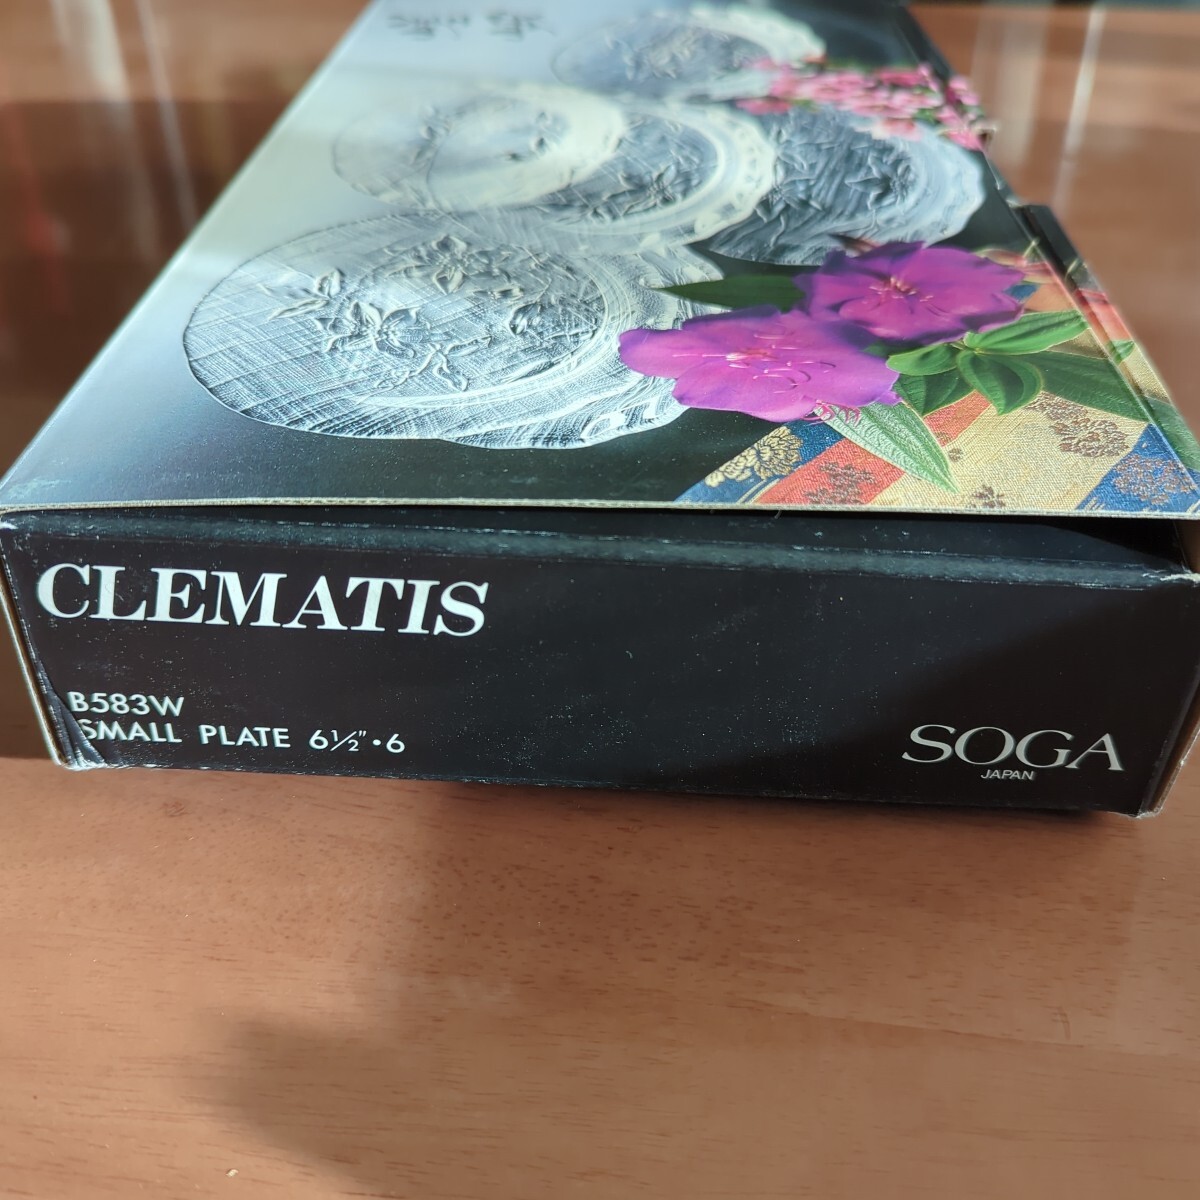 CLEMATIS
B583W
SMALL PLATE 6½"・6
SOGA
JAPAN